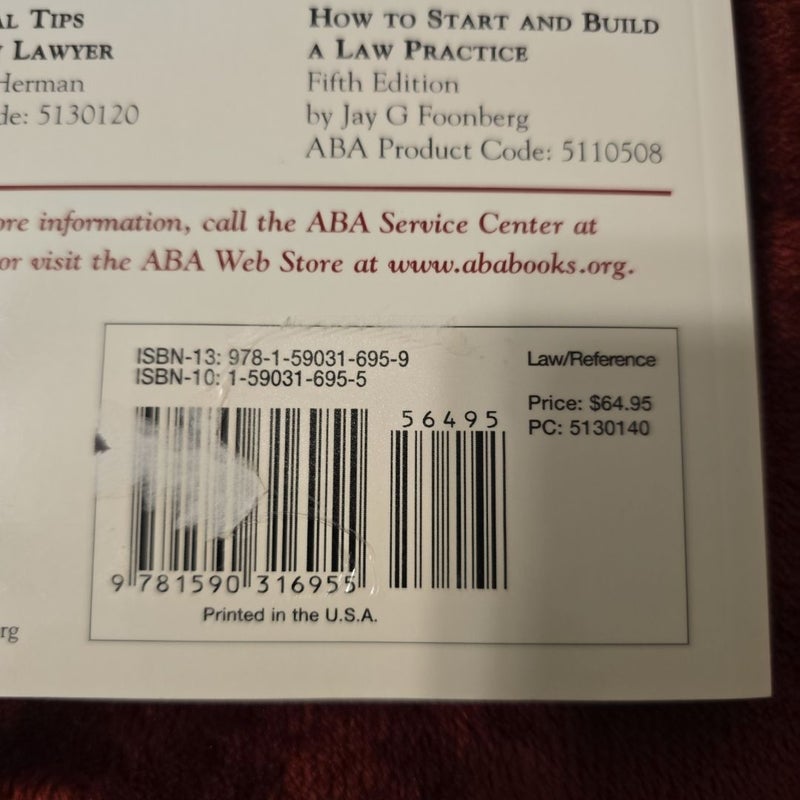 AL TIPS
Y LAWYER
Herman
de: 5130120
HOW TO START AND BUILD
A LAW PRACTICE
Fifth Edition
by Jay G Foonberg
ABA Product Code: 5110508
ore information, call the ABA Service Center at
or visit the ABA Web Store at www.ababooks.org.
ISBN-13: 978-1-59031-695-9
ISBN-10: 1-59031-695-5
Law/Reference
Price: $64.95
PC: 5130140
56495
9 781590 316955
Printed in the U.S.A.
rg